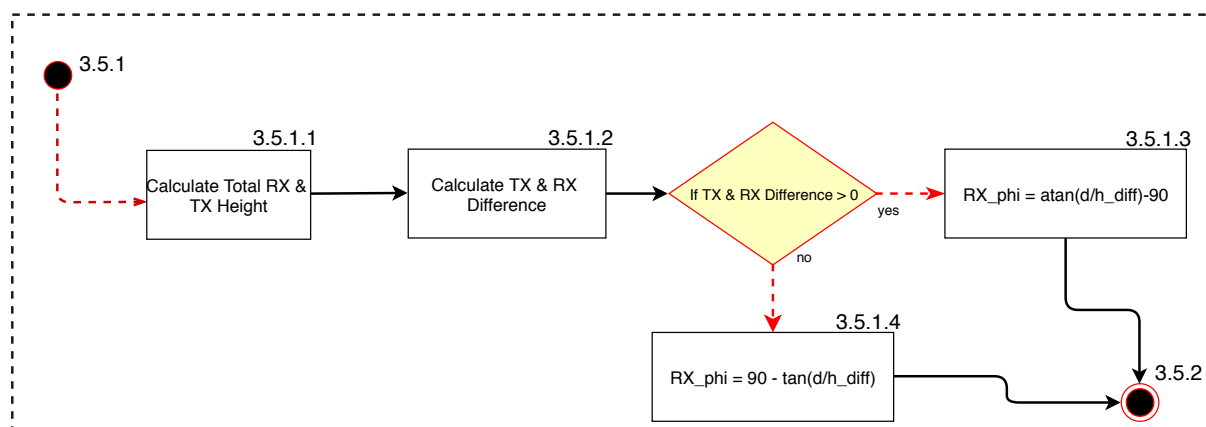 3.5.1
3.5.1.1
Calculate Total RX &
TX Height
3.5.1.2
Calculate TX & RX
Difference
If TX & RX Difference > 0
yes
no
3.5.1.3
RX_phi = atan(d/h_diff)-90
3.5.1.4
RX_phi = 90 - tan(d/h_diff)
3.5.2